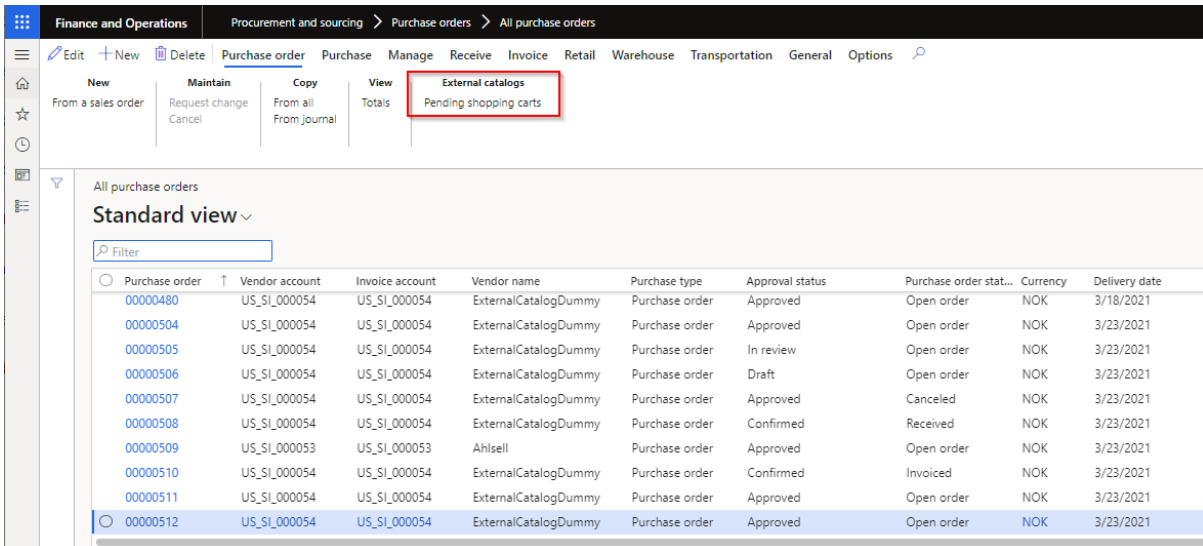 Finance and Operations Procurement and sourcing > Purchase orders > All purchase orders
Edit + New Delete Purchase order Purchase Manage Receive Invoice Retail Warehouse Transportation General Options
New Maintain Copy View External catalogs
From a sales order Request change From all Totals Pending shopping carts
Cancel From journal
All purchase orders
Standard view
Filter
Purchase order ↑ Vendor account Invoice account Vendor name Purchase type Approval status Purchase order stat... Currency Delivery date
00000480 US_SI_000054 US_SI_000054 ExternalCatalogDummy Purchase order Approved Open order NOK 3/18/2021
00000504 US_SI_000054 US_SI_000054 ExternalCatalogDummy Purchase order Approved Open order NOK 3/23/2021
00000505 US_SI_000054 US_SI_000054 ExternalCatalogDummy Purchase order In review Open order NOK 3/23/2021
00000506 US_SI_000054 US_SI_000054 ExternalCatalogDummy Purchase order Draft Open order NOK 3/23/2021
00000507 US_SI_000054 US_SI_000054 ExternalCatalogDummy Purchase order Approved Canceled NOK 3/23/2021
00000508 US_SI_000054 US_SI_000054 ExternalCatalogDummy Purchase order Confirmed Received NOK 3/23/2021
00000509 US_SI_000053 US_SI_000053 Ahlsell Purchase order Approved Open order NOK 3/23/2021
00000510 US_SI_000054 US_SI_000054 ExternalCatalogDummy Purchase order Confirmed Invoiced NOK 3/23/2021
00000511 US_SI_000054 US_SI_000054 ExternalCatalogDummy Purchase order Approved Open order NOK 3/23/2021
00000512 US_SI_000054 US_SI_000054 ExternalCatalogDummy Purchase order Approved Open order NOK 3/23/2021